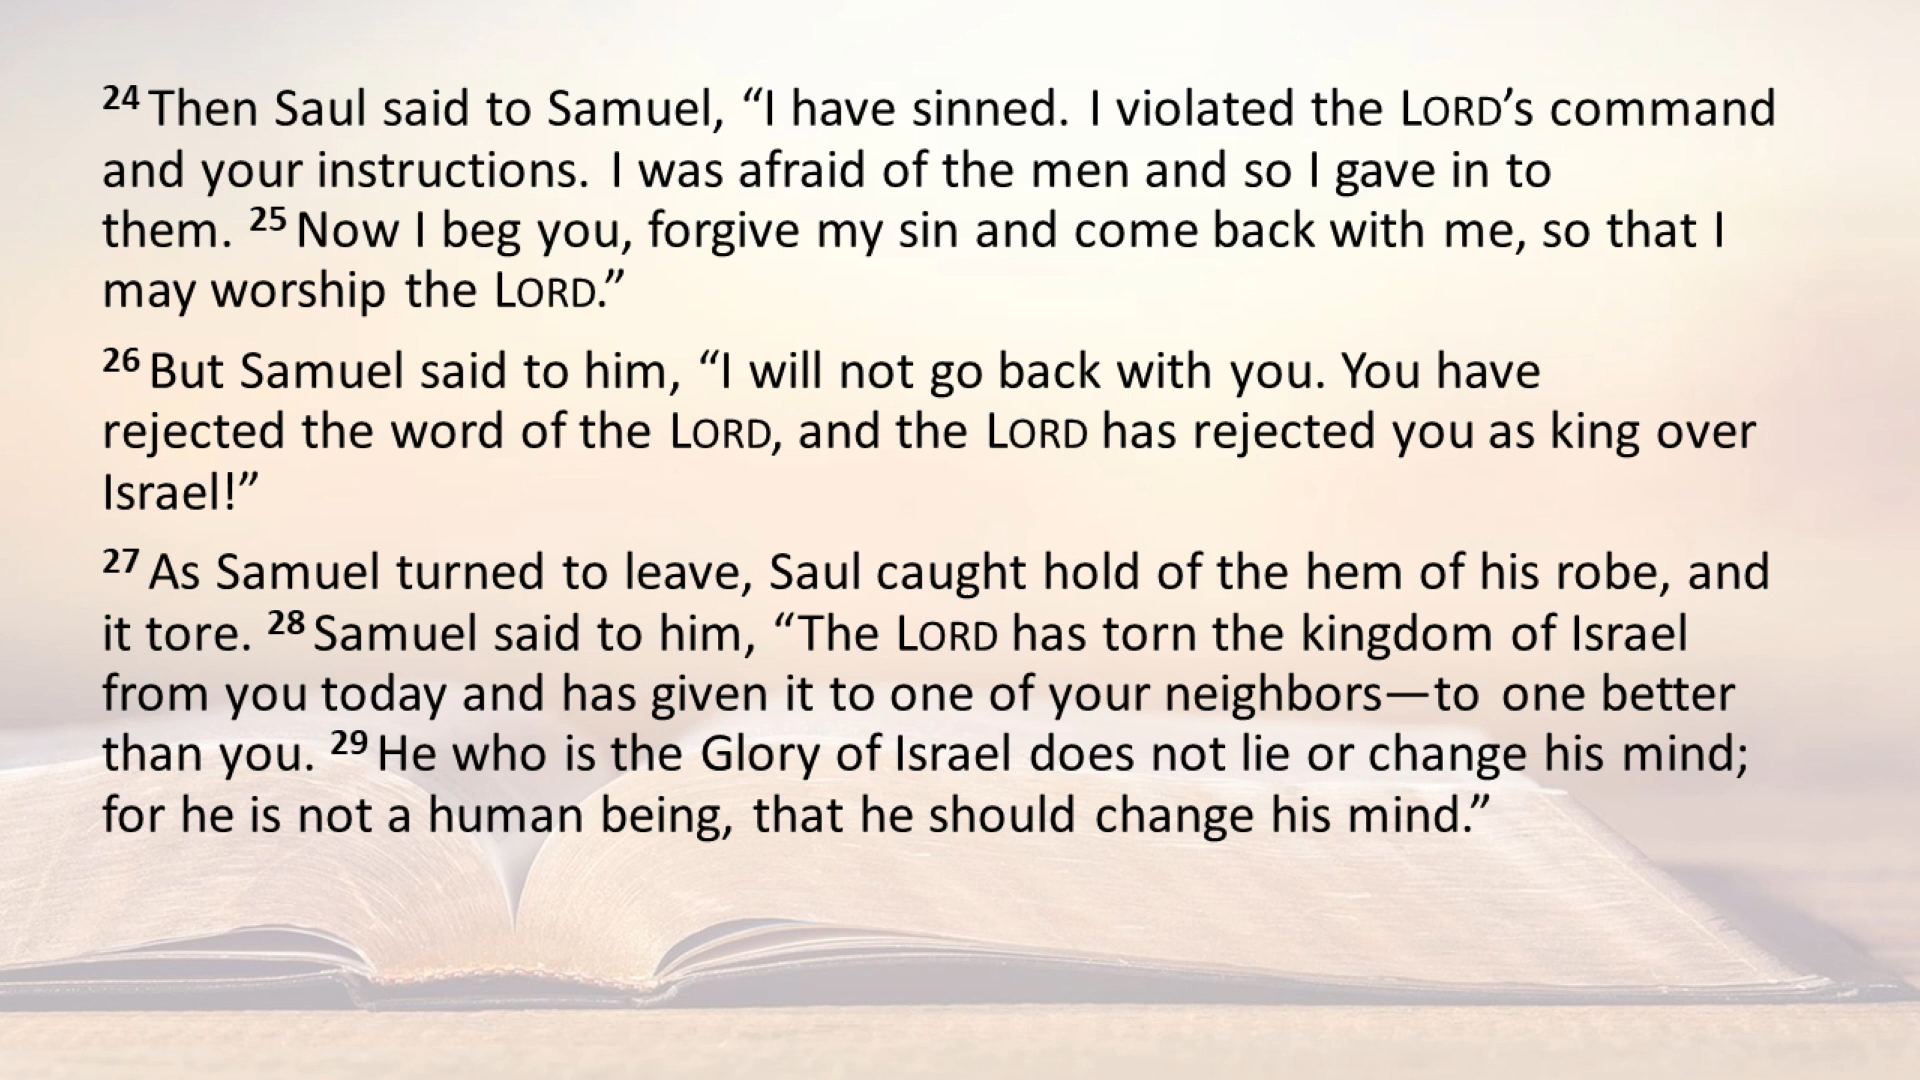 24 Then Saul said to Samuel, “I have sinned. I violated the LORD’s command
and your instructions. I was afraid of the men and so I gave in to
them. 25 Now I beg you, forgive my sin and come back with me, so that I
may worship the LORD.”
26 But Samuel said to him, “I will not go back with you. You have
rejected the word of the LORD, and the LORD has rejected you as king over
Israel!”
27 As Samuel turned to leave, Saul caught hold of the hem of his robe, and
it tore. 28 Samuel said to him, “The LORD has torn the kingdom of Israel
from you today and has given it to one of your neighbors—to one better
than you. 29 He who is the Glory of Israel does not lie or change his mind;
for he is not a human being, that he should change his mind.”